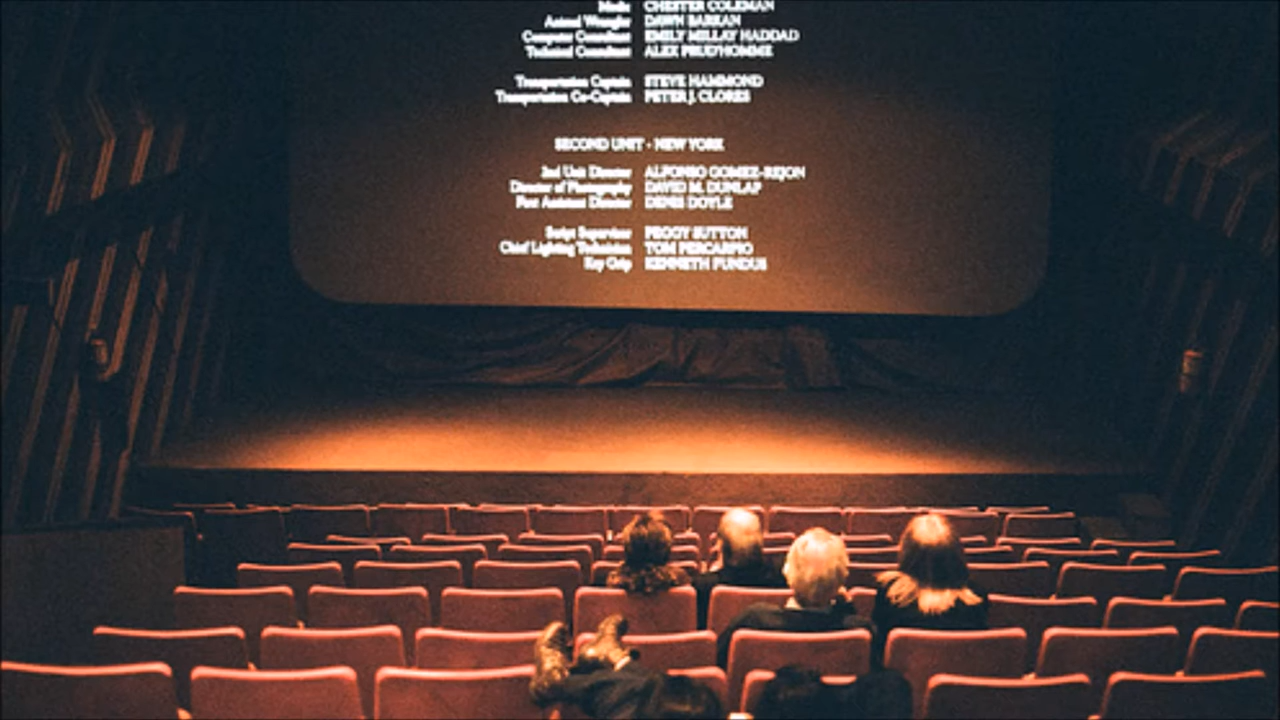 CHESTER COLEMAN
Animal Wrangler DAWN BARKAN
Computer Consultant EMILY MILLAY HADDAD
Technical Consultant ALEX PRUD'HOMME
Transportation Captain STEVE HAMMOND
Transportation Co-Captain PETER J. CLORES
SECOND UNIT - NEW YORK
2nd Unit Director ALFONSO GOMEZ-REJON
Director of Photography DAVID M. DUNLAP
First Assistant Director DENIS DOYLE
Script Supervisor PEGGY SUTTON
Chief Lighting Technician TOM PERCARPIO
Key Grip KENNETH FUNDUS